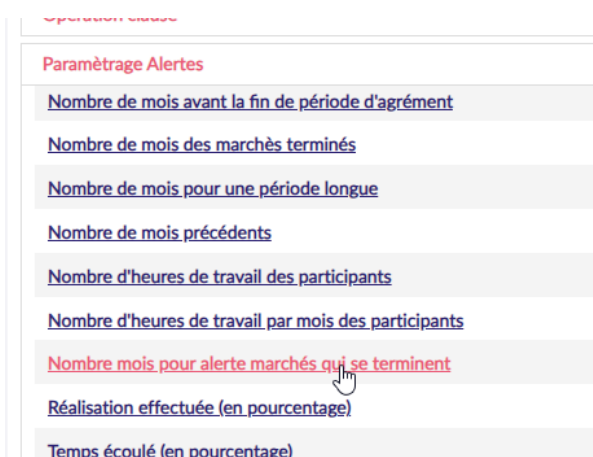 Opération clause
Paramètrage Alertes
Nombre de mois avant la fin de période d'agrément
Nombre de mois des marchès terminés
Nombre de mois pour une période longue
Nombre de mois précédents
Nombre d'heures de travail des participants
Nombre d'heures de travail par mois des participants
Nombre mois pour alerte marchés qui se terminent
Réalisation effectuée (en pourcentage)
Temps écoulé (en pourcentage)